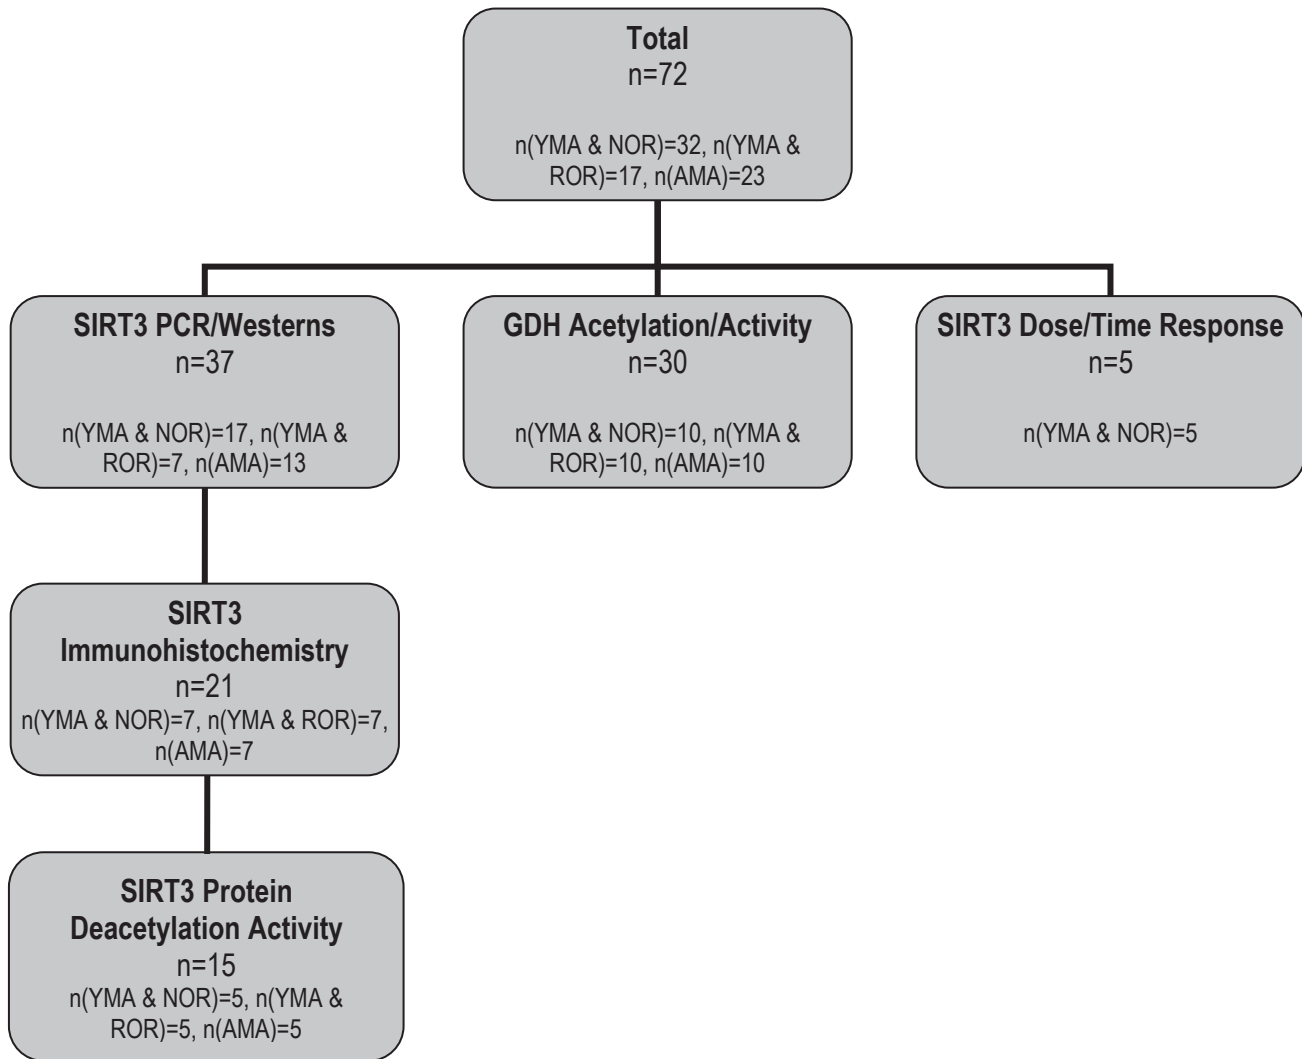 Total
n=72
n(YMA & NOR)=32, n(YMA &
ROR)=17, n(AMA)=23
SIRT3 PCR/Westerns
n=37
n(YMA & NOR)=17, n(YMA &
ROR)=7, n(AMA)=13
GDH Acetylation/Activity
n=30
n(YMA & NOR)=10, n(YMA &
ROR)=10, n(AMA)=10
SIRT3 Dose/Time Response
n=5
n(YMA & NOR)=5
SIRT3
Immunohistochemistry
n=21
n(YMA & NOR)=7, n(YMA & ROR)=7,
n(AMA)=7
SIRT3 Protein
Deacetylation Activity
n=15
n(YMA & NOR)=5, n(YMA &
ROR)=5, n(AMA)=5